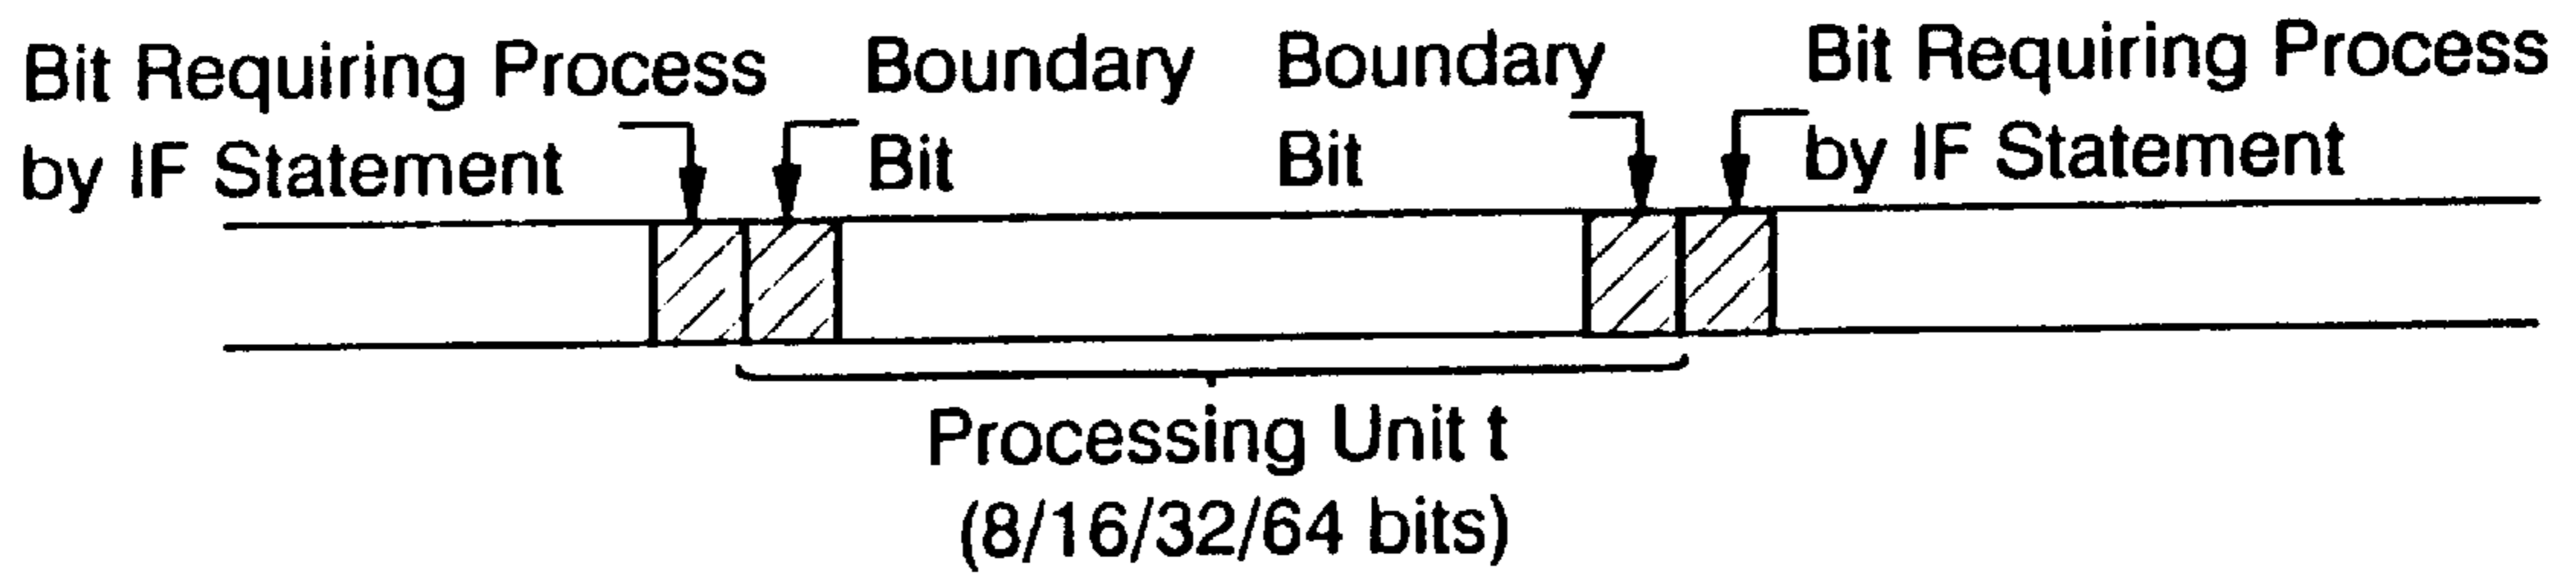 Bit Requiring Process
by IF Statement
Boundary
Bit
Boundary
Bit
Bit Requiring Process
by IF Statement
Processing Unit t
(8/16/32/64 bits)